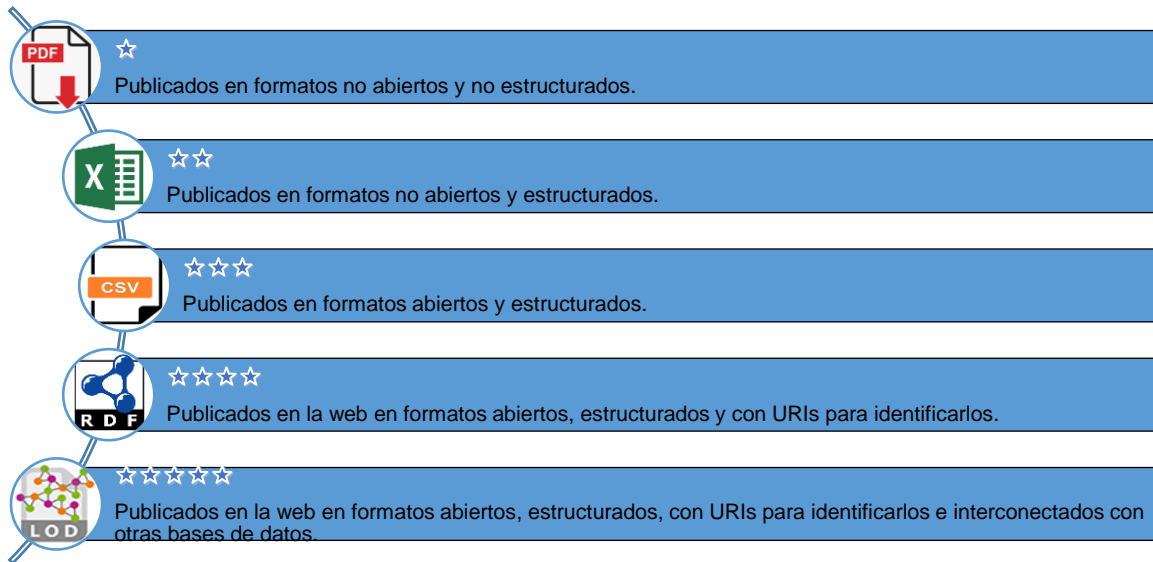 PDF
☆
Publicados en formatos no abiertos y no estructurados.
X
☆☆
Publicados en formatos no abiertos y estructurados.
CSV
☆☆☆
Publicados en formatos abiertos y estructurados.
RDF
☆☆☆☆
Publicados en la web en formatos abiertos, estructurados y con URIs para identificarlos.
LOD
☆☆☆☆☆
Publicados en la web en formatos abiertos, estructurados, con URIs para identificarlos e interconectados con
otras bases de datos.